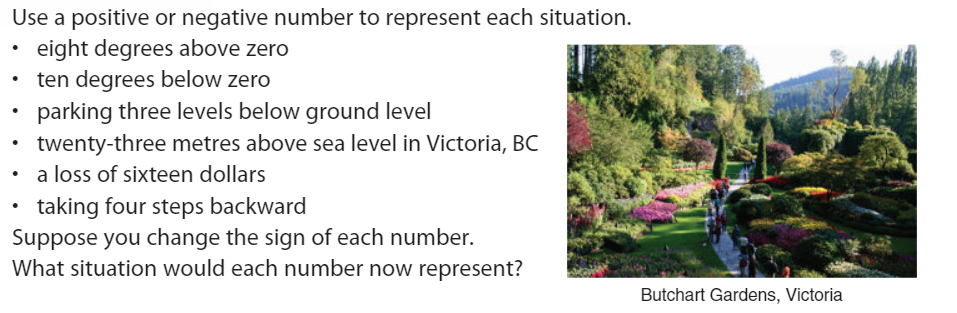 Use a positive or negative number to represent each situation.
• eight degrees above zero
• ten degrees below zero
• parking three levels below ground level
• twenty-three metres above sea level in Victoria, BC
• a loss of sixteen dollars
• taking four steps backward
Suppose you change the sign of each number.
What situation would each number now represent?
Butchart Gardens, Victoria